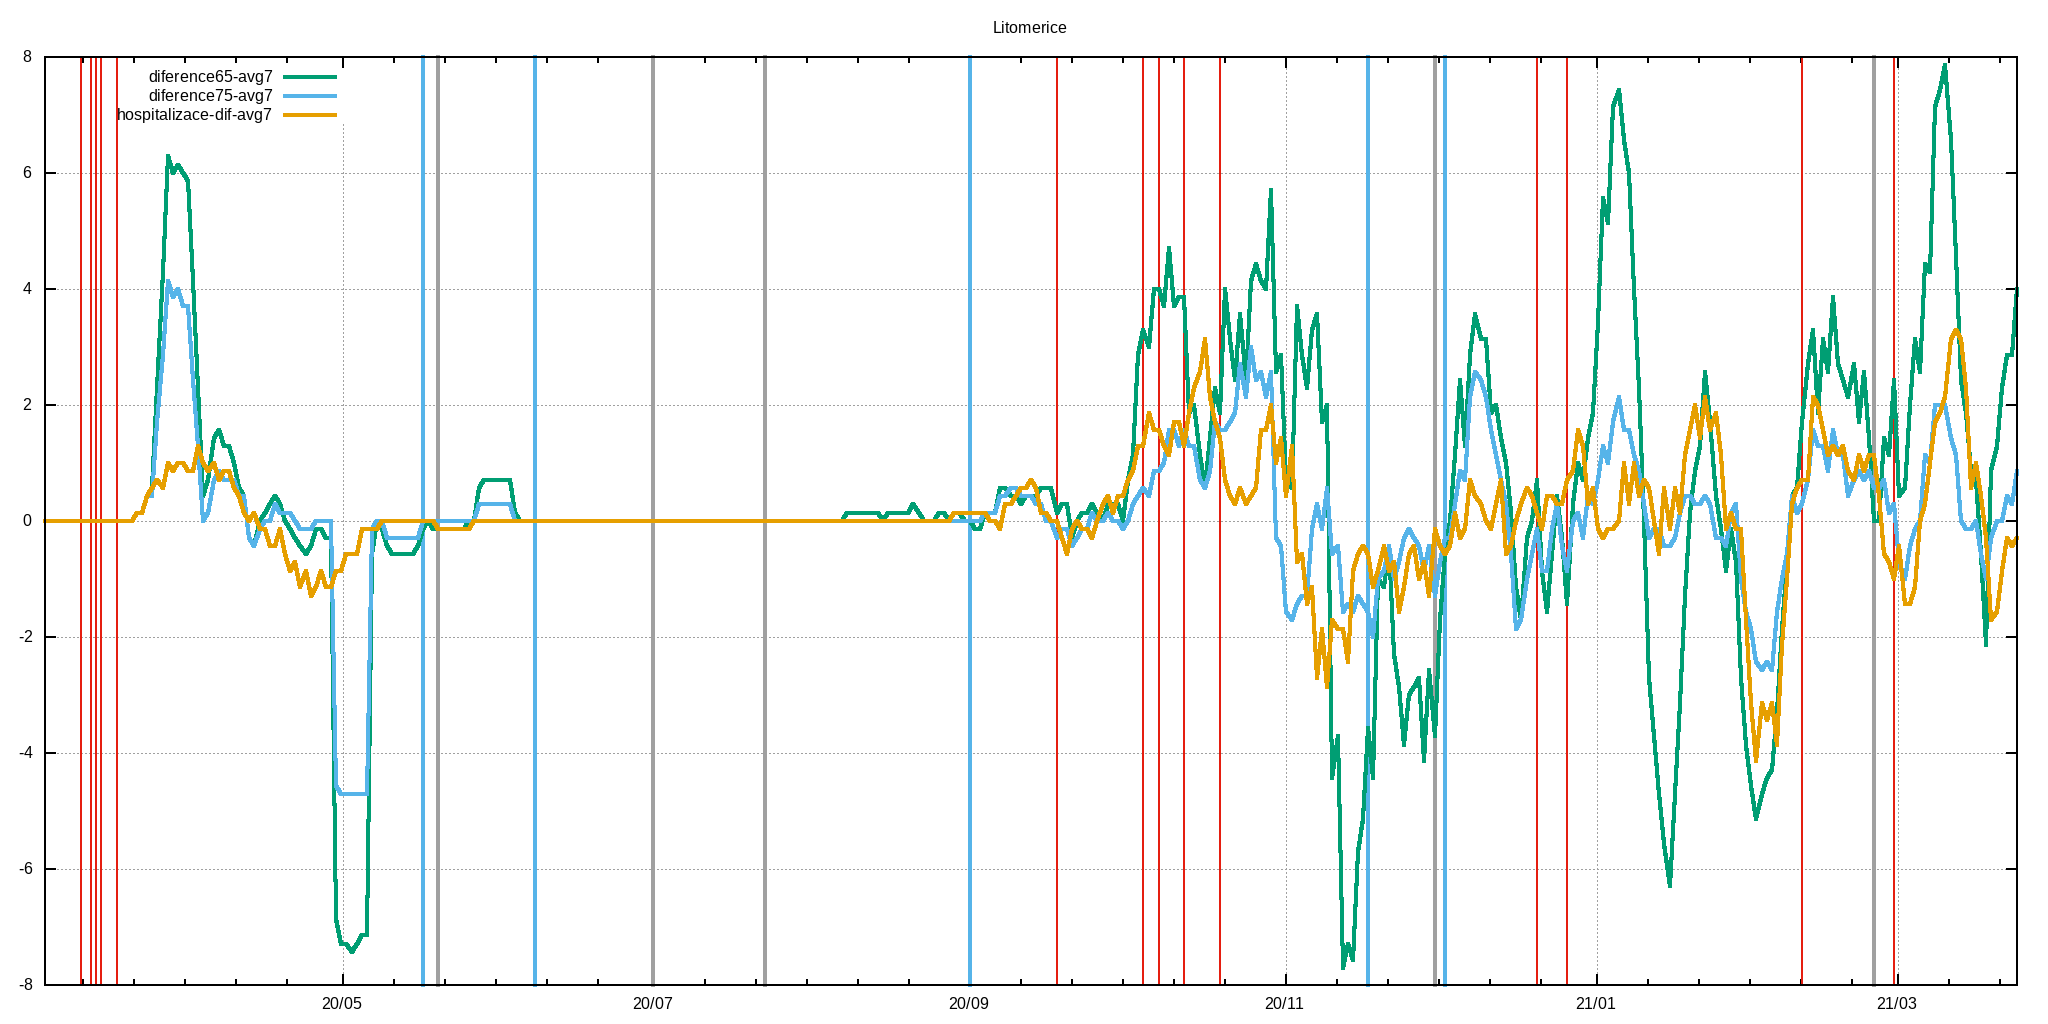 Litomerice
8
diference65-avg7
diference75-avg7
hospitalizace-dif-avg7
6
4
2
0
-2
-4
-6
-8
20/05 20/07 20/09 20/11 21/01 21/03